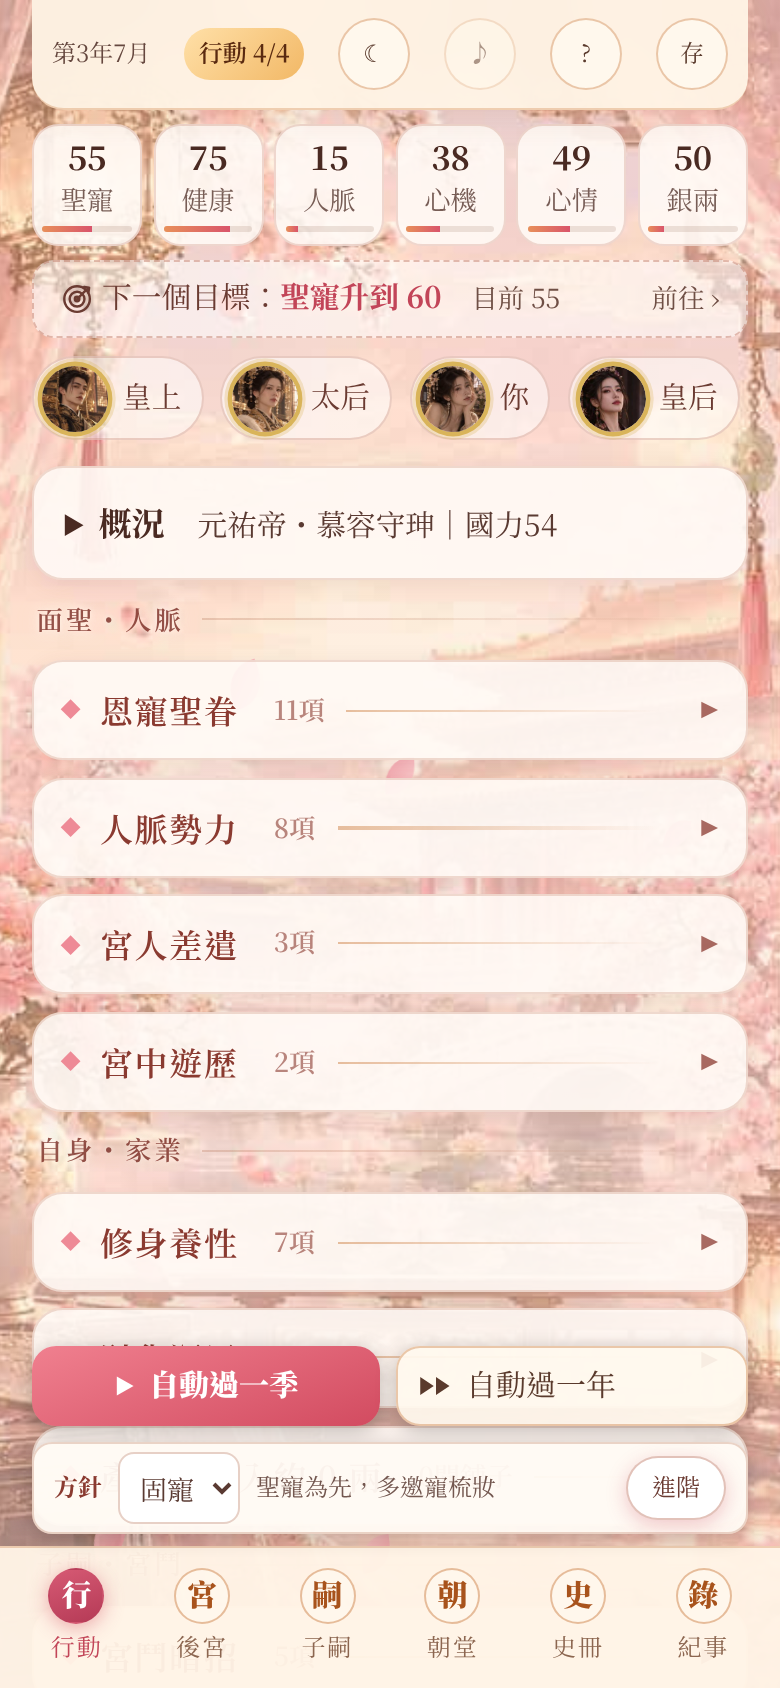 第3年7月 行動 4/4 ☾ ♪ ? 存
55 75 15 38 49 50
聖寵 健康 人脈 心機 心情 銀兩
下一個目標：聖寵升到 60 目前 55 前往 ›
皇上 太后 你 皇后
▶ 概況 元祐帝・慕容守珅｜國力54
面聖・人脈
◆ 恩寵聖眷 11項 ▶
◆ 人脈勢力 8項 ▶
◆ 宮人差遣 3項 ▶
◆ 宮中遊歷 2項 ▶
自身・家業
◆ 修身養性 7項 ▶
▶ 自動過一季 ▶▶ 自動過一年
方針 固寵 聖寵為先，多邀寵梳妝 進階
行 宮 嗣 朝 史 錄
行動 後宮 子嗣 朝堂 史冊 紀事